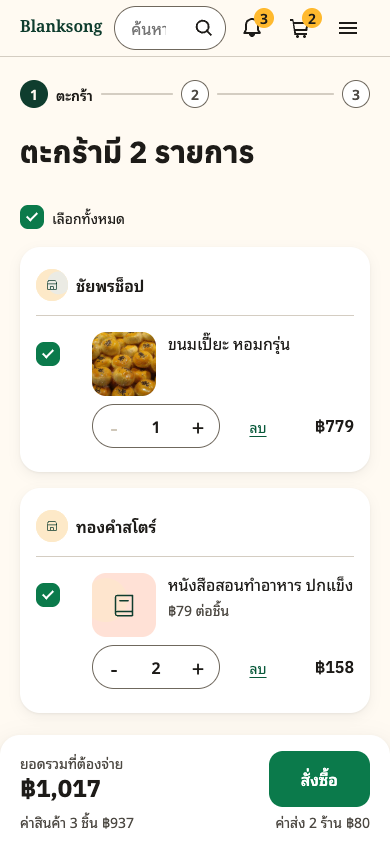 Blanksong
ค้นหา
3
2
1 ตะกร้า
2
3
ตะกร้ามี 2 รายการ
เลือกทั้งหมด
ชัยพรช็อป
ขนมเปี๊ยะ หอมกรุ่น
- 1 +
ลบ
฿779
ทองคำสโตร์
หนังสือสอนทำอาหาร ปกแข็ง
฿79 ต่อชิ้น
- 2 +
ลบ
฿158
ยอดรวมที่ต้องจ่าย
฿1,017
สั่งซื้อ
ค่าสินค้า 3 ชิ้น ฿937
ค่าส่ง 2 ร้าน ฿80